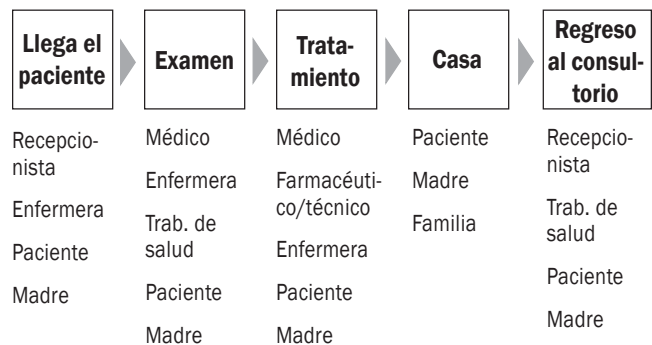 Llega el
paciente
Examen
Trata-
miento
Casa
Regreso
al consul-
torio
Recepcio-
nista
Enfermera
Paciente
Madre
Médico
Enfermera
Trab. de
salud
Paciente
Madre
Médico
Farmacéuti-
co/técnico
Enfermera
Paciente
Madre
Paciente
Madre
Familia
Recepcio-
nista
Trab. de
salud
Paciente
Madre